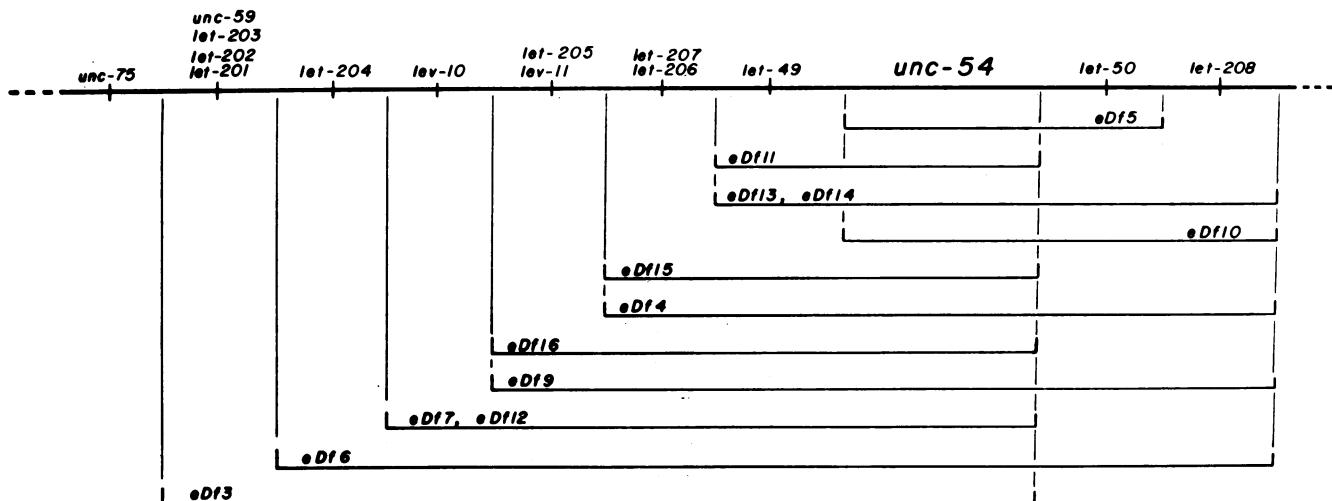 unc-59
let-203
let-202
let-201
unc-75
let-204
lev-10
let-205
lev-11
let-207
let-206
let-49
unc-54
let-50
let-208
eDf5
eDf11
eDf13, eDf14
eDf10
eDf15
eDf4
eDf16
eDf9
eDf7, eDf12
eDf6
eDf3